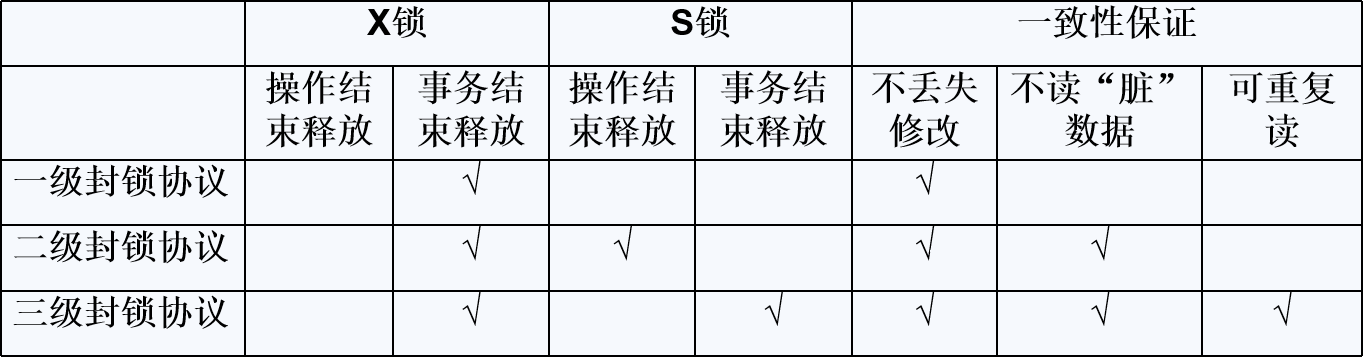 X锁 S锁 一致性保证
操作结 事务结 操作结 事务结 不丢失 不读“脏” 可重复
束释放 束释放 束释放 束释放 修改 数据 读
一级封锁协议 √ √
二级封锁协议 √ √ √ √
三级封锁协议 √ √ √ √ √